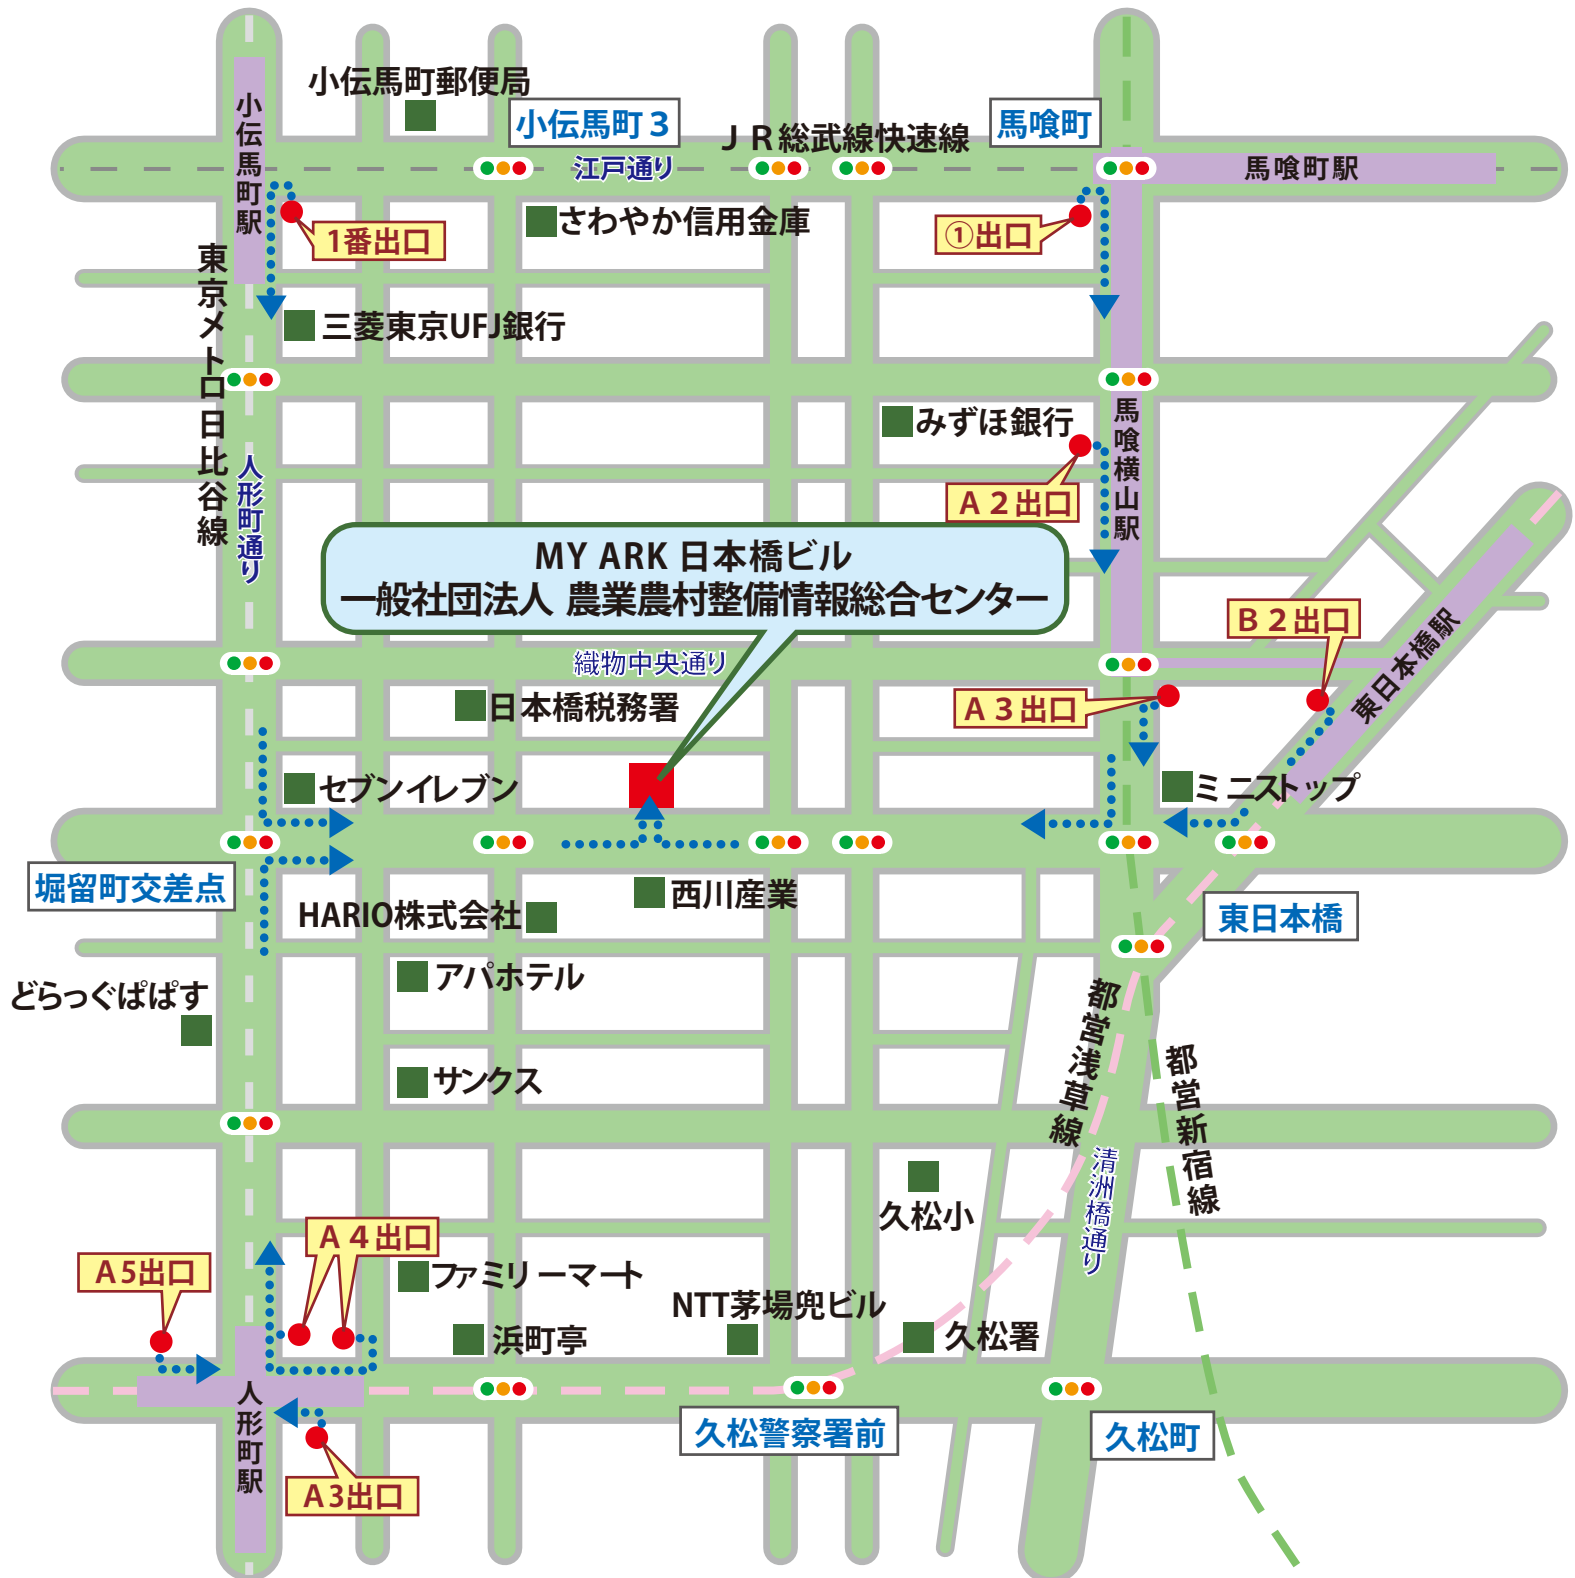 小伝馬町郵便局
小伝馬町３
ＪＲ総武線快速線
馬喰町
小伝馬町駅
江戸通り
馬喰町駅
1番出口
さわやか信用金庫
①出口
東京メトロ日比谷線
三菱東京UFJ銀行
みずほ銀行
馬喰横山駅
人形町通り
Ａ２出口
MY ARK 日本橋ビル
一般社団法人 農業農村整備情報総合センター
Ｂ２出口
織物中央通り
東日本橋駅
日本橋税務署
Ａ３出口
セブンイレブン
ミニストップ
堀留町交差点
西川産業
HARIO株式会社
東日本橋
アパホテル
どらっぐぱぱす
都営浅草線
サンクス
都営新宿線
清洲橋通り
久松小
Ａ４出口
Ａ5出口
ファミリーマート
NTT茅場兜ビル
浜町亭
久松署
人形町駅
久松警察署前
久松町
Ａ3出口